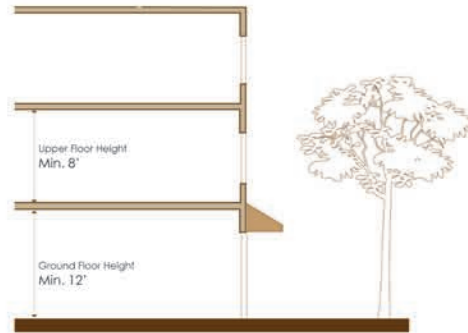 Upper Floor Height
Min. 8'
Ground Floor Height
Min. 12'